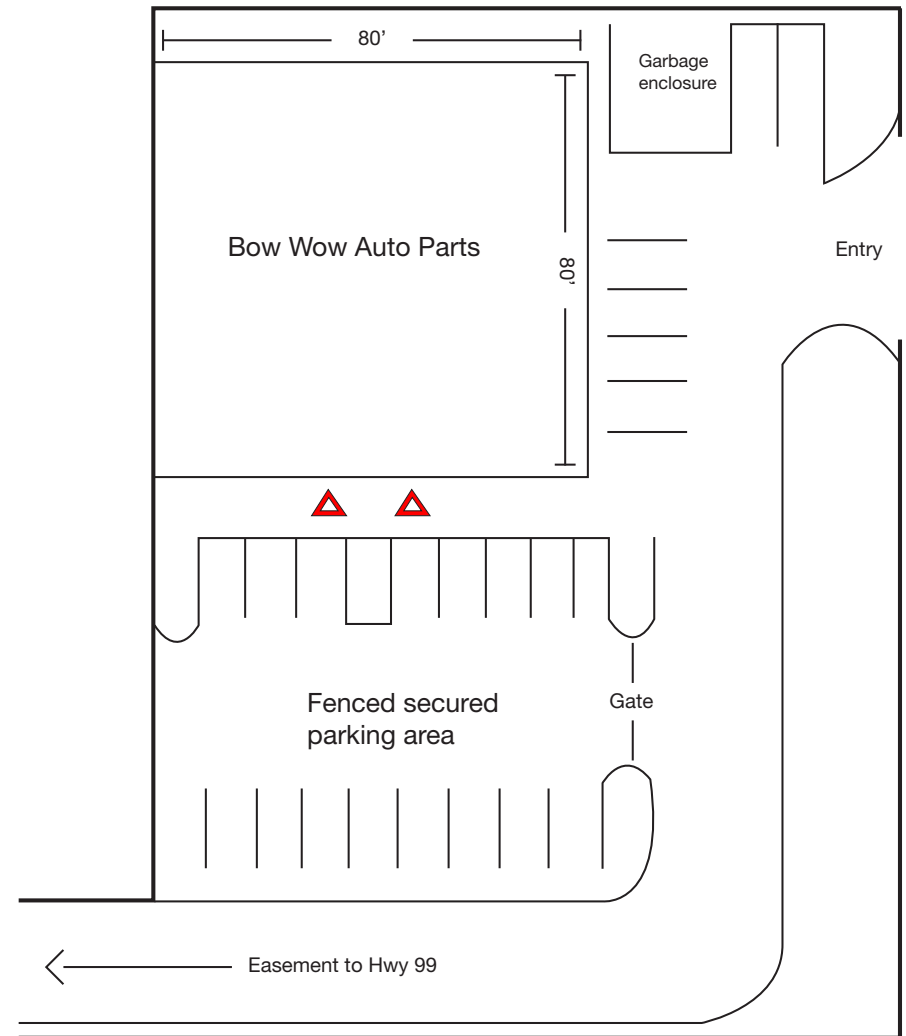 80’
Garbage
enclosure
Bow Wow Auto Parts
Entry
80’
Fenced secured
parking area
Gate
Easement to Hwy 99